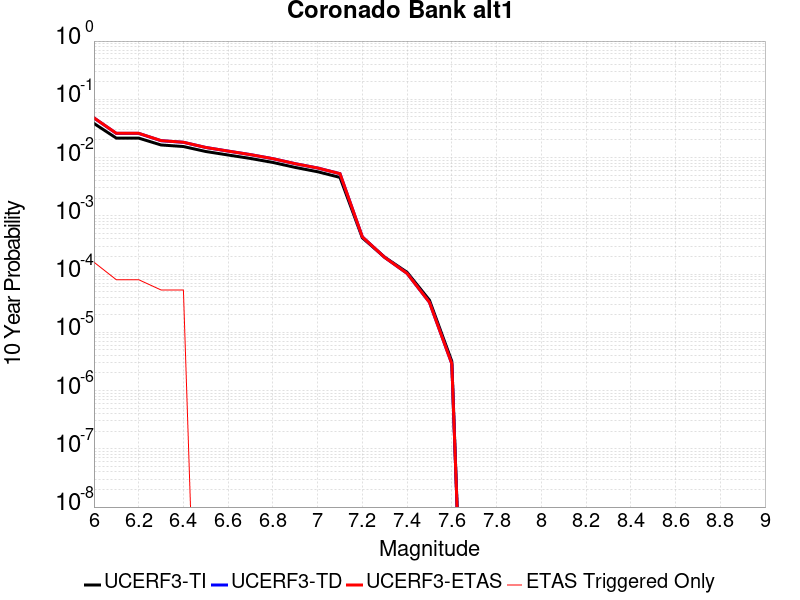 Coronado Bank alt1
10^0
10^-1
10^-2
10^-3
10^-4
10^-5
10^-6
10^-7
10^-8
10 Year Probability
6 6.2 6.4 6.6 6.8 7 7.2 7.4 7.6 7.8 8 8.2 8.4 8.6 8.8 9
Magnitude
UCERF3-TI UCERF3-TD UCERF3-ETAS ETAS Triggered Only